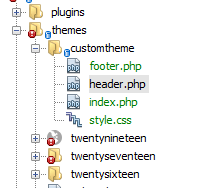 plugins
themes
customtheme
footer.php
header.php
index.php
style.css
twentynineteen
twentyseventeen
twentysixteen